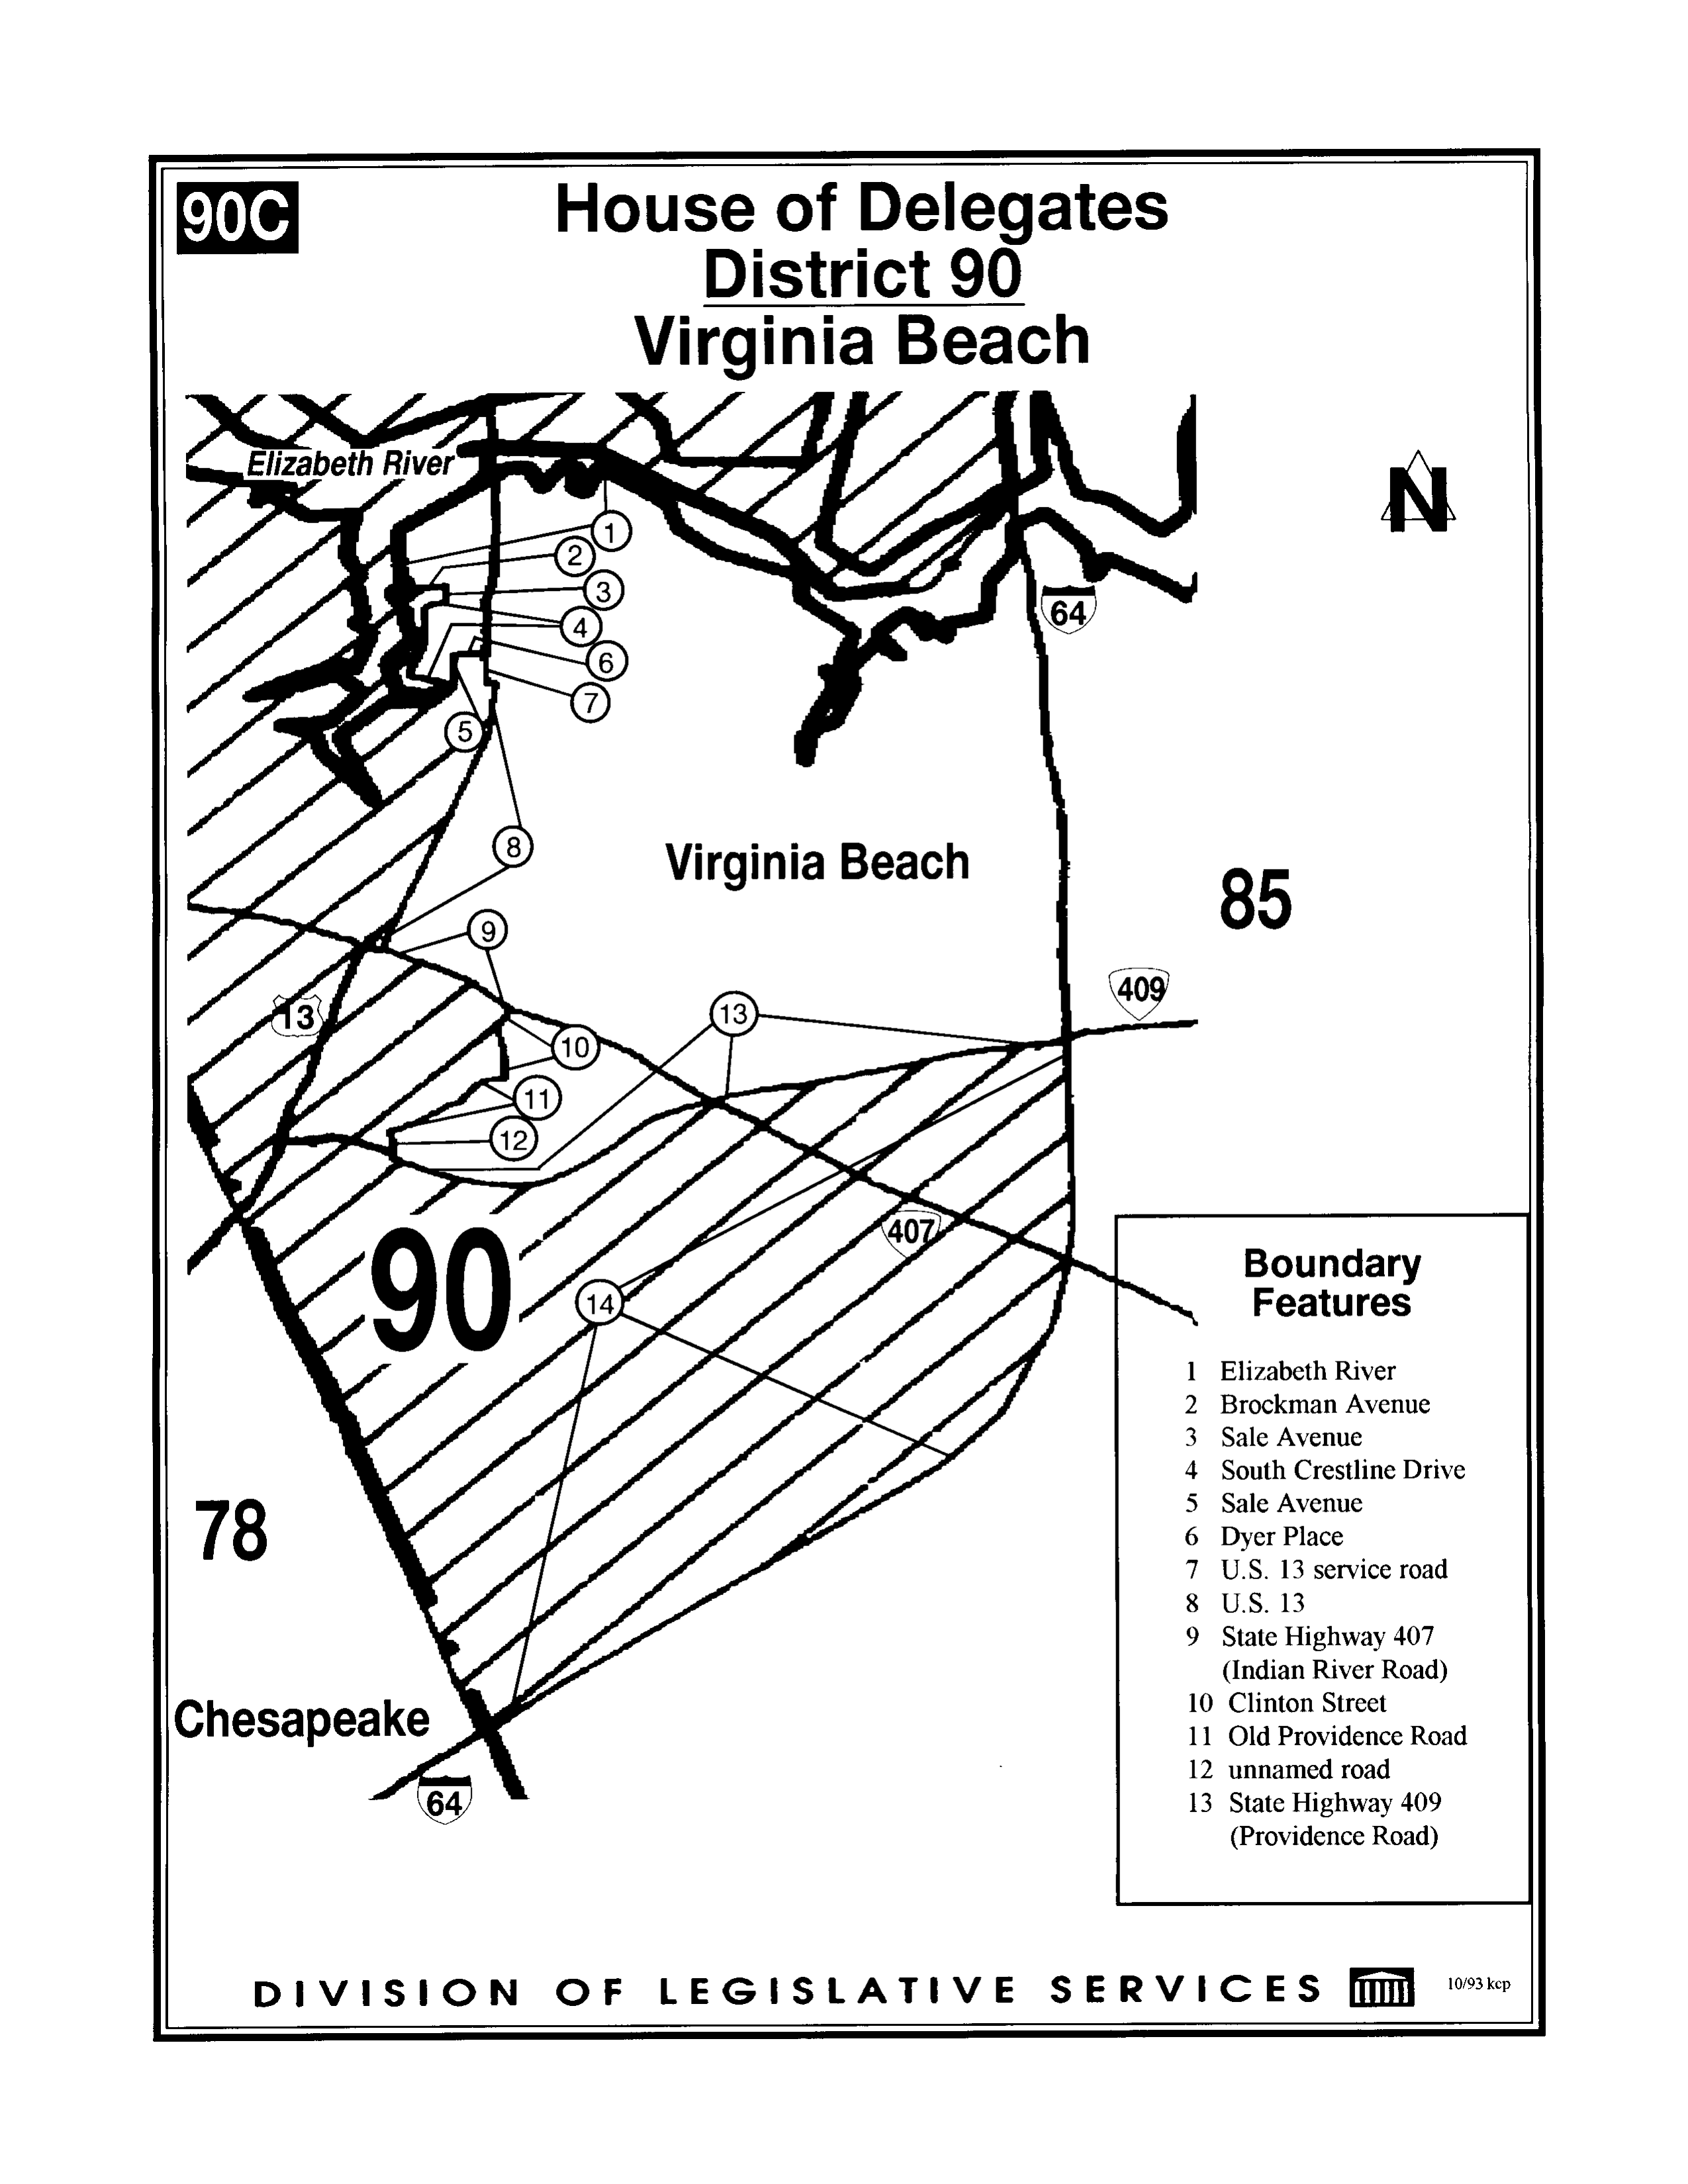 90C
House of Delegates
District 90
Virginia Beach
Elizabeth River
N
1
2
3
64
4
6
7
5
8
Virginia Beach
85
9
409
13
13
10
11
12
407
90
14
78
Chesapeake
64
Boundary
Features
1 Elizabeth River
2 Brockman Avenue
3 Sale Avenue
4 South Crestline Drive
5 Sale Avenue
6 Dyer Place
7 U.S. 13 service road
8 U.S. 13
9 State Highway 407
(Indian River Road)
10 Clinton Street
11 Old Providence Road
12 unnamed road
13 State Highway 409
(Providence Road)
DIVISION OF LEGISLATIVE SERVICES
10/93 kcp